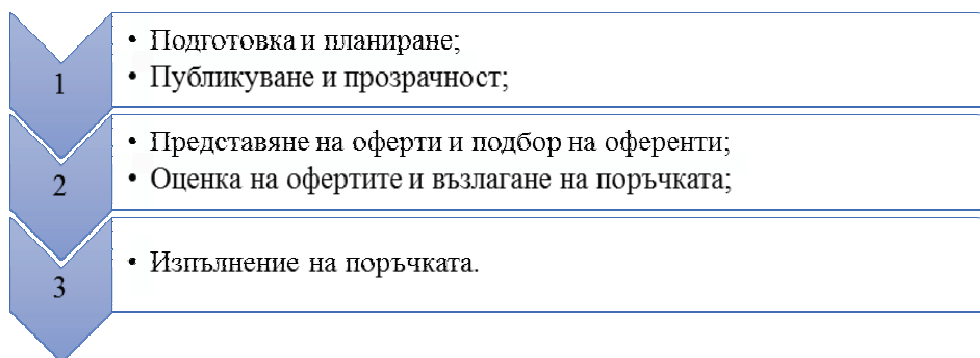 1
• Подготовка и планиране;
• Публикуване и прозрачност;
2
• Представяне на оферти и подбор на оференти;
• Оценка на офертите и възлагане на поръчката;
3
• Изпълнение на поръчката.